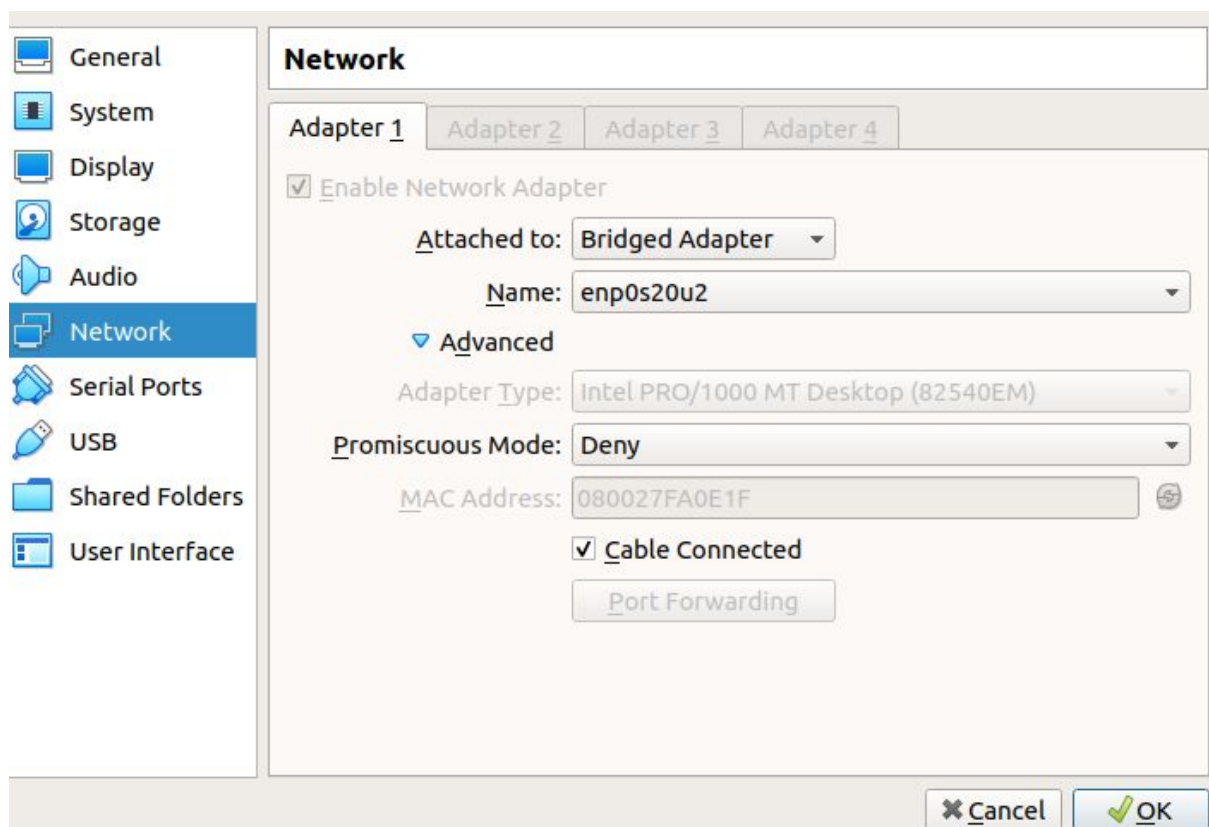 General
System
Display
Storage
Audio
Network
Serial Ports
USB
Shared Folders
User Interface
Network
Adapter 1 Adapter 2 Adapter 3 Adapter 4
Enable Network Adapter
Attached to: Bridged Adapter
Name: enp0s20u2
Advanced
Adapter Type: Intel PRO/1000 MT Desktop (82540EM)
Promiscuous Mode: Deny
MAC Address: 080027FA0E1F
Cable Connected
Port Forwarding
Cancel OK